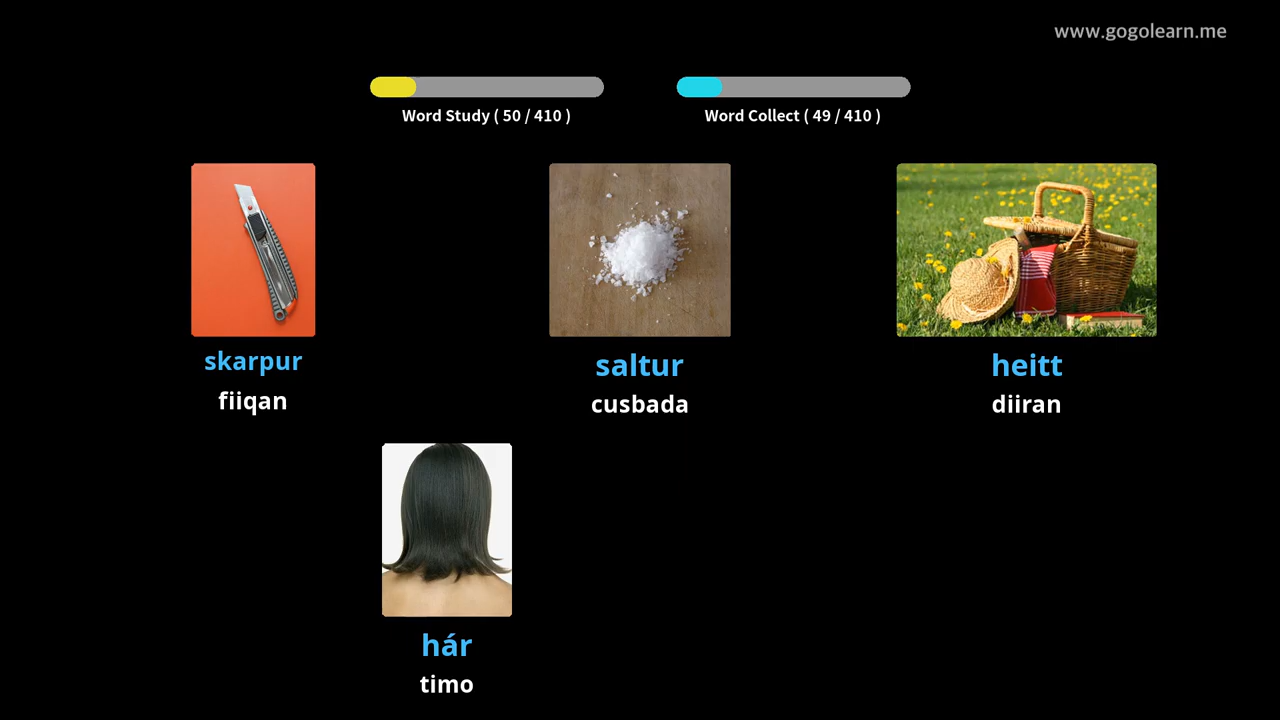 www.gogolearn.me
Word Study ( 50 / 410 )
Word Collect ( 49 / 410 )
skarpur
fiiqan
saltur
cusbada
heitt
diiran
hár
timo